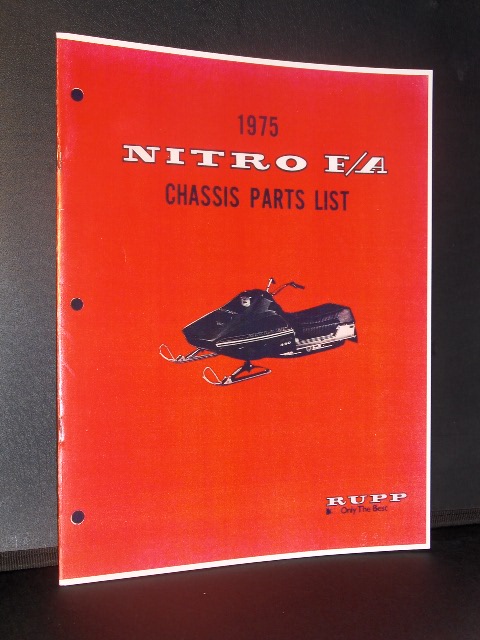 1975
NITRO F/A
CHASSIS PARTS LIST
RUPP
Only The Best